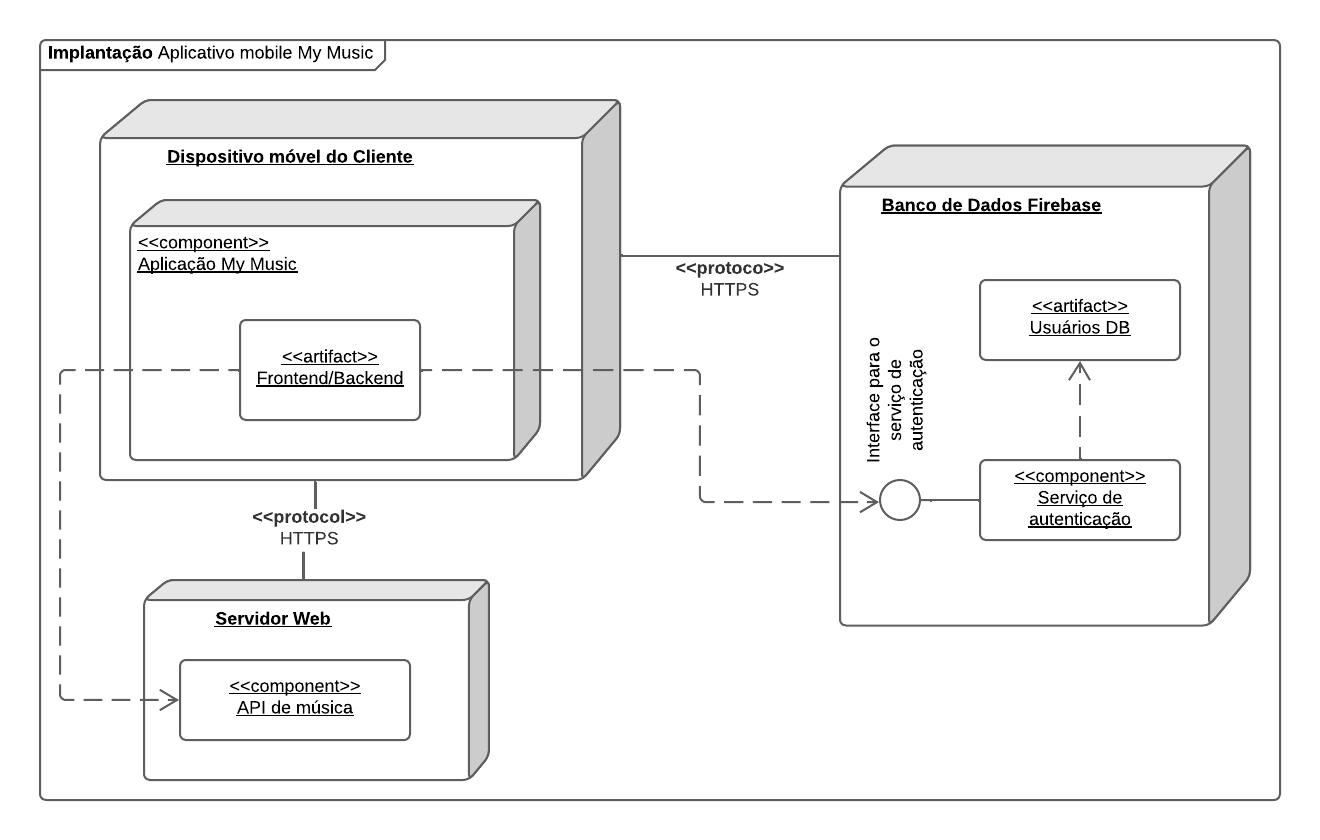 Implantação Aplicativo mobile My Music
Dispositivo móvel do Cliente
<<component>>
Aplicação My Music
<<artifact>>
Frontend/Backend
<<protoco>>
HTTPS
Banco de Dados Firebase
<<artifact>>
Usuários DB
Interface para o
serviço de
autenticação
<<component>>
Serviço de
autenticação
<<protocol>>
HTTPS
Servidor Web
<<component>>
API de música